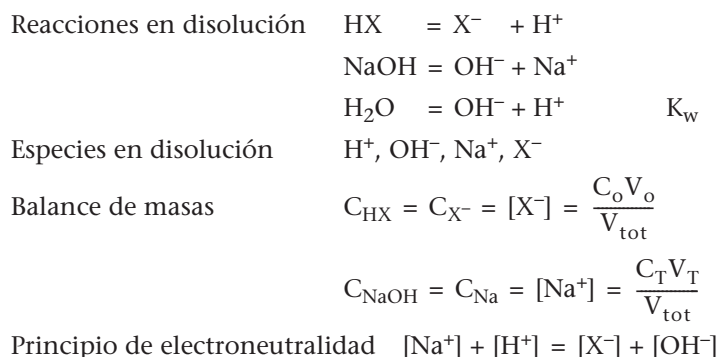 Reacciones en disolución HX = X⁻ + H⁺
NaOH = OH⁻ + Na⁺
H₂O = OH⁻ + H⁺ K_w
Especies en disolución H⁺, OH⁻, Na⁺, X⁻
Balance de masas C_HX = C_X⁻ = [X⁻] = C_oV_o / V_tot
C_NaOH = C_Na = [Na⁺] = C_TV_T / V_tot
Principio de electroneutralidad [Na⁺] + [H⁺] = [X⁻] + [OH⁻]